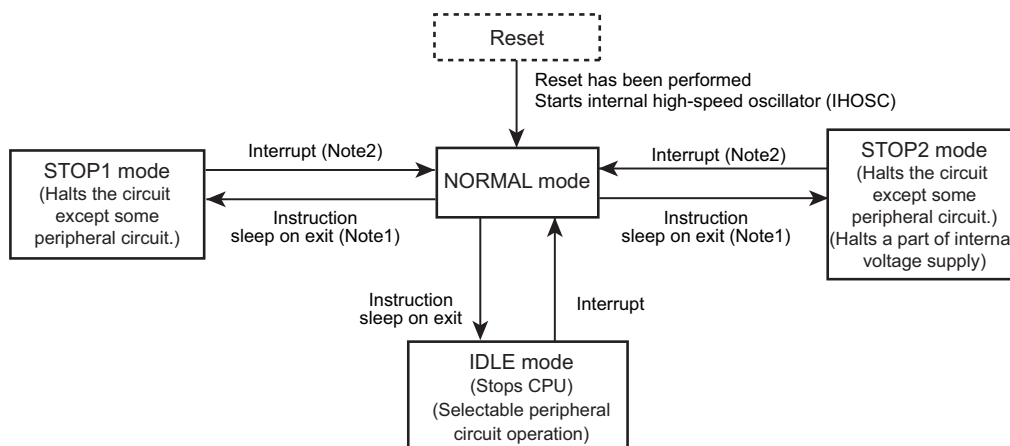 Reset
Reset has been performed
Starts internal high-speed oscillator (IHOSC)
STOP1 mode
(Halts the circuit
except some
peripheral circuit.)
Interrupt (Note2)
Instruction
sleep on exit (Note1)
NORMAL mode
Interrupt (Note2)
Instruction
sleep on exit (Note1)
STOP2 mode
(Halts the circuit
except some
peripheral circuit.)
(Halts a part of interna
voltage supply)
Instruction
sleep on exit
Interrupt
IDLE mode
(Stops CPU)
(Selectable peripheral
circuit operation)